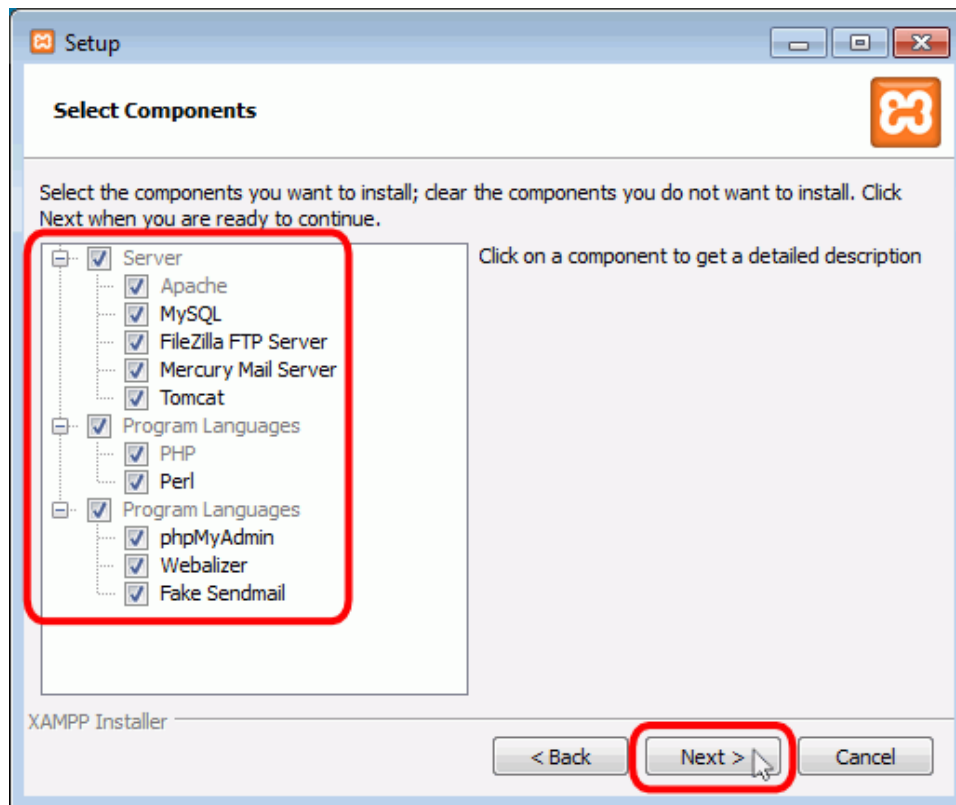 Setup
Select Components
Select the components you want to install; clear the components you do not want to install. Click
Next when you are ready to continue.
Server
Apache
MySQL
FileZilla FTP Server
Mercury Mail Server
Tomcat
Program Languages
PHP
Perl
Program Languages
phpMyAdmin
Webalizer
Fake Sendmail
Click on a component to get a detailed description
XAMPP Installer
< Back
Next >
Cancel